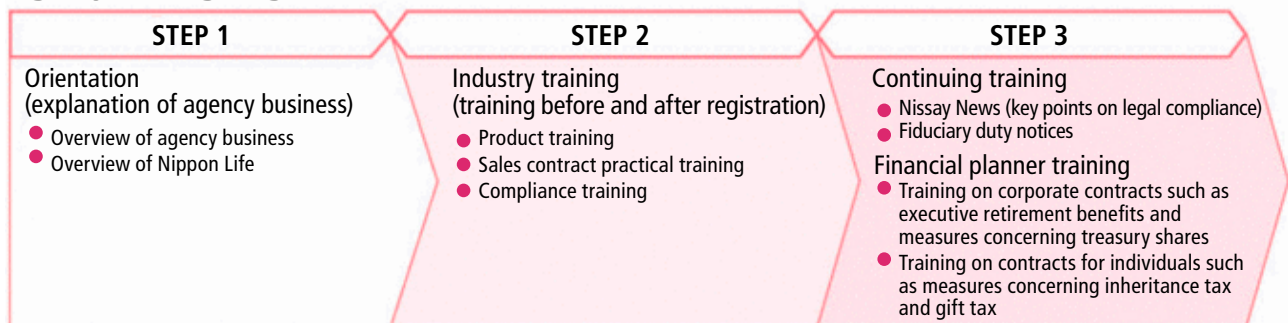 STEP 1
Orientation
(explanation of agency business)
● Overview of agency business
● Overview of Nippon Life
STEP 2
Industry training
(training before and after registration)
● Product training
● Sales contract practical training
● Compliance training
STEP 3
Continuing training
● Nissay News (key points on legal compliance)
● Fiduciary duty notices
Financial planner training
● Training on corporate contracts such as
executive retirement benefits and
measures concerning treasury shares
● Training on contracts for individuals such
as measures concerning inheritance tax
and gift tax